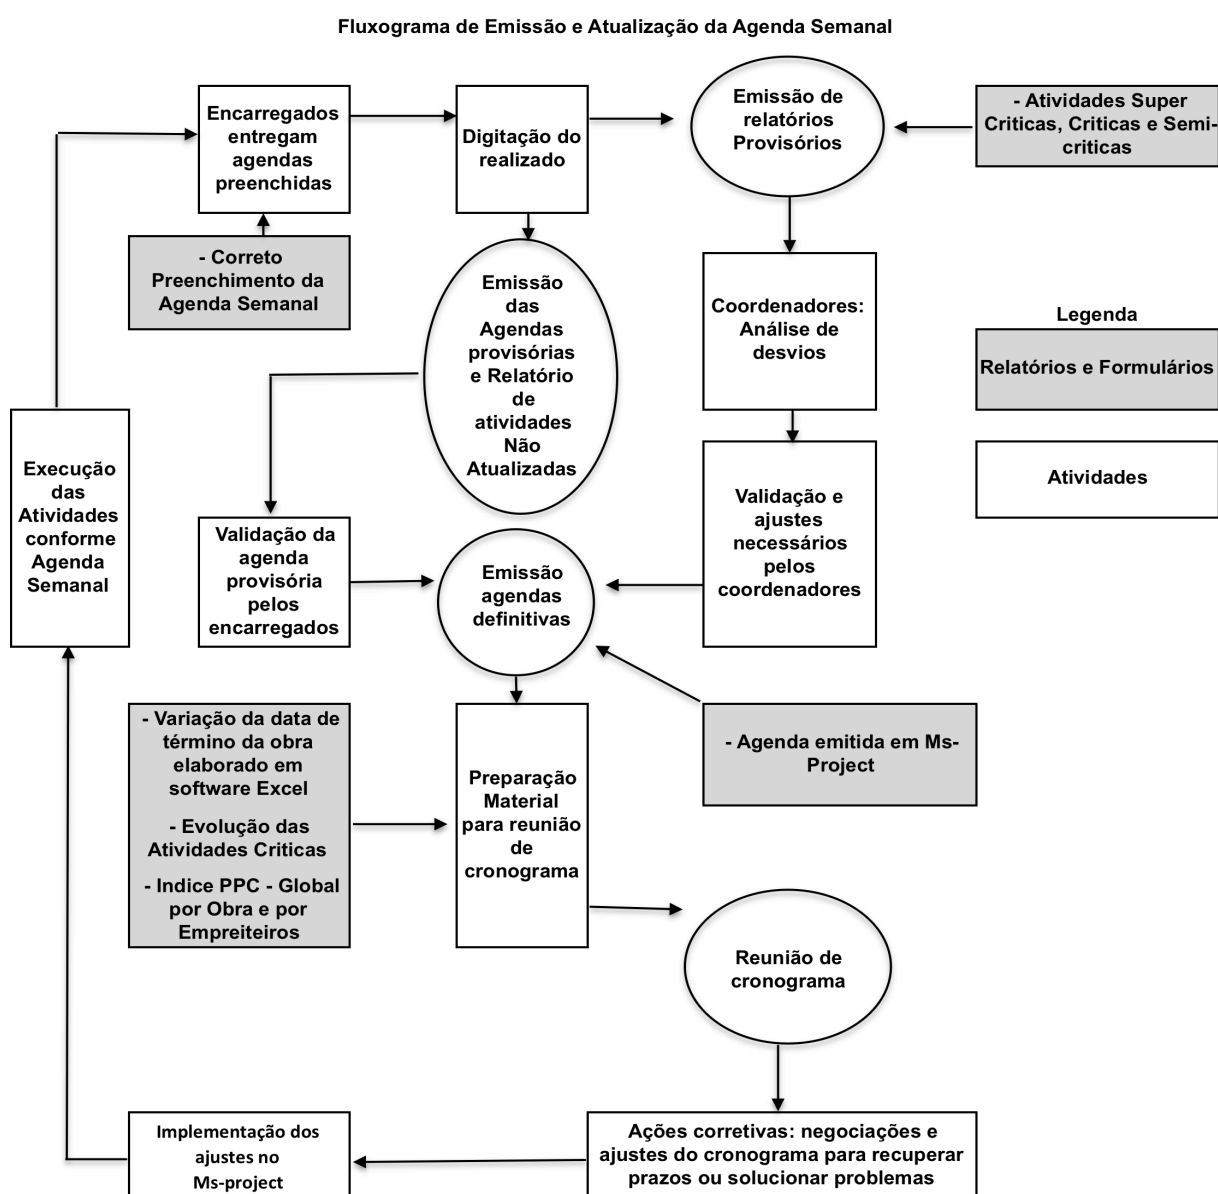 Fluxograma de Emissão e Atualização da Agenda Semanal
Encarregados
entregam
agendas
preenchidas
Digitação do
realizado
Emissão de
relatórios
Provisórios
- Atividades Super
Criticas, Criticas e Semi-
criticas
- Correto
Preenchimento da
Agenda Semanal
Emissão
das
Agendas
provisórias
e Relatório
de
atividades
Não
Atualizadas
Coordenadores:
Análise de
desvios
Legenda
Relatórios e Formulários
Atividades
Execução
das
Atividades
conforme
Agenda
Semanal
Validação da
agenda
provisória
pelos
encarregados
Emissão
agendas
definitivas
Validação e
ajustes
necessários
pelos
coordenadores
- Variação da data de
término da obra
elaborado em
software Excel
- Evolução das
Atividades Criticas
- Indice PPC - Global
por Obra e por
Empreiteiros
Preparação
Material
para reunião
de
cronograma
- Agenda emitida em Ms-
Project
Reunião de
cronograma
Implementação dos
ajustes no
Ms-project
Ações corretivas: negociações e
ajustes do cronograma para recuperar
prazos ou solucionar problemas